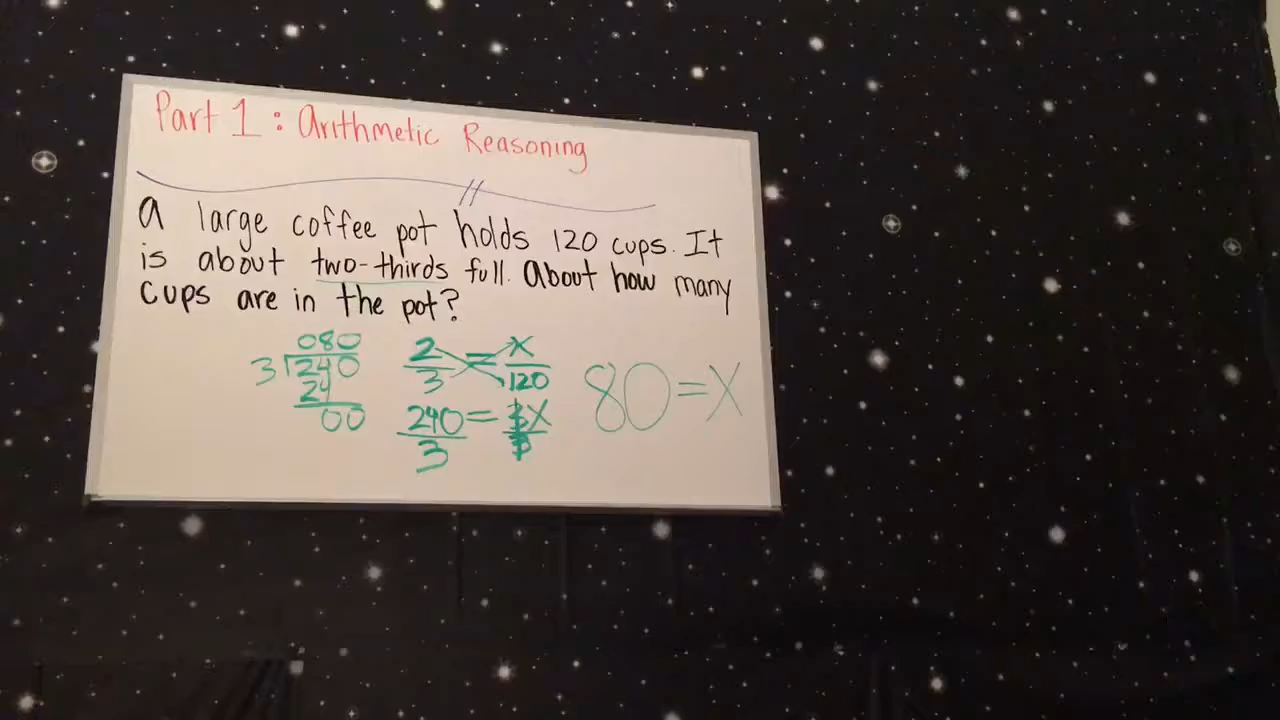 Part 1: Arithmetic Reasoning
A large coffee pot holds 120 cups. It
is about two-thirds full. About how many
cups are in the pot?
080
3 240
24
00
2/3 = X/120
240/3 = 3X/3
80=X